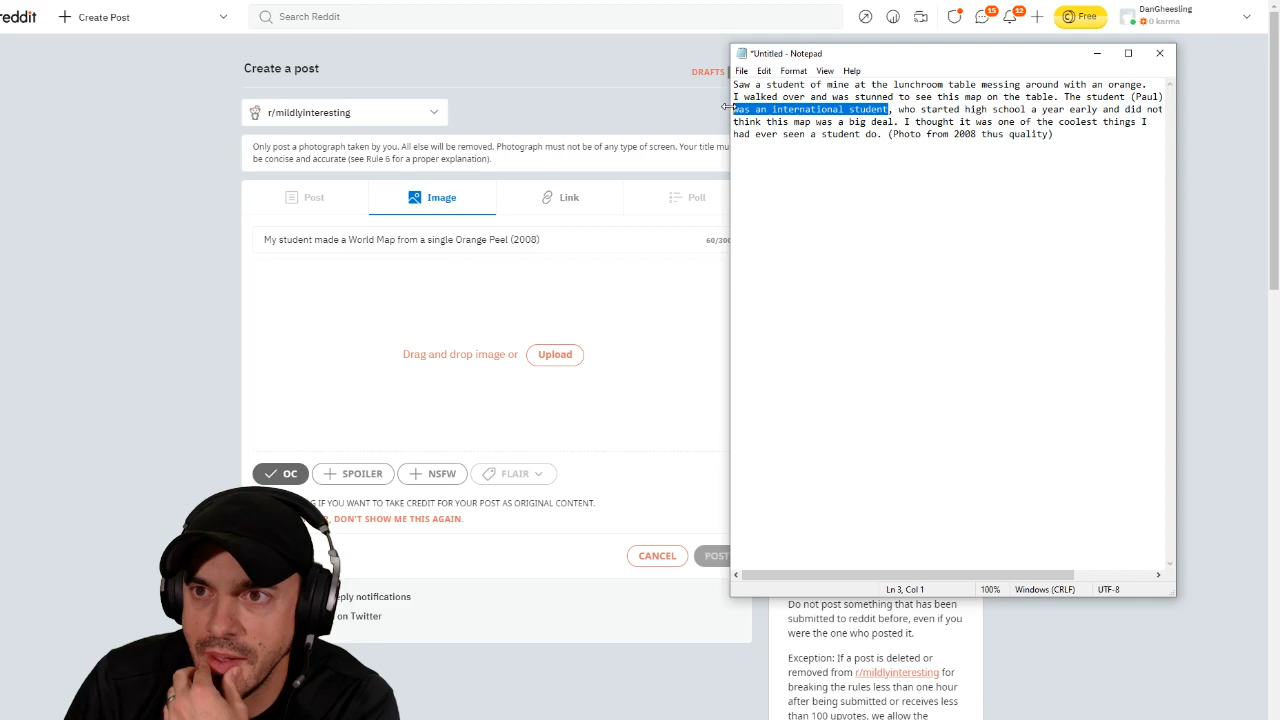 reddit
Create Post
Search Reddit
15
12
Free
DanGheesling
0 karma
Create a post
DRAFTS
r/mildlyinteresting
Only post a photograph taken by you. All else will be removed. Photograph must not be of any type of screen. Your title mu
be concise and accurate (see Rule 6 for a proper explanation).
Post
Image
Link
Poll
My student made a World Map from a single Orange Peel (2008)
60/300
Drag and drop image or
Upload
OC
SPOILER
NSFW
FLAIR
G IF YOU WANT TO TAKE CREDIT FOR YOUR POST AS ORIGINAL CONTENT.
DON'T SHOW ME THIS AGAIN.
CANCEL
POST
eply notifications
on Twitter
*Untitled - Notepad
File Edit Format View Help
Saw a student of mine at the lunchroom table messing around with an orange.
I walked over and was stunned to see this map on the table. The student (Paul)
was an international student, who started high school a year early and did not
think this map was a big deal. I thought it was one of the coolest things I
had ever seen a student do. (Photo from 2008 thus quality)
Ln 3, Col 1
100%
Windows (CRLF)
UTF-8
Do not post something that has been
submitted to reddit before, even if you
were the one who posted it.
Exception: If a post is deleted or
removed from r/mildlyinteresting for
breaking the rules less than one hour
after being submitted or receives less
than 100 upvotes, we allow the